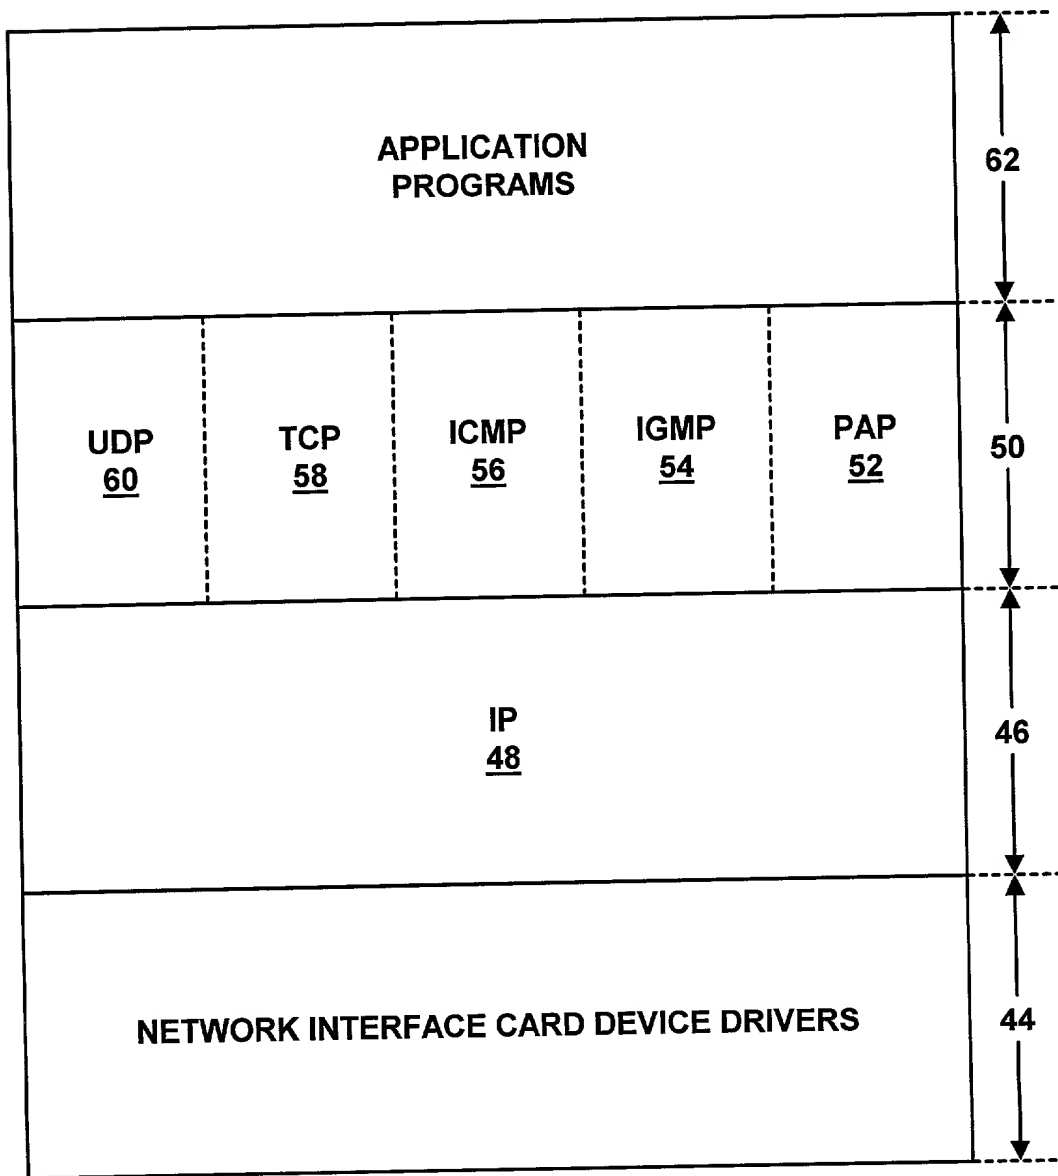 APPLICATION
PROGRAMS
62
UDP
60
TCP
58
ICMP
56
IGMP
54
PAP
52
50
IP
48
46
NETWORK INTERFACE CARD DEVICE DRIVERS
44